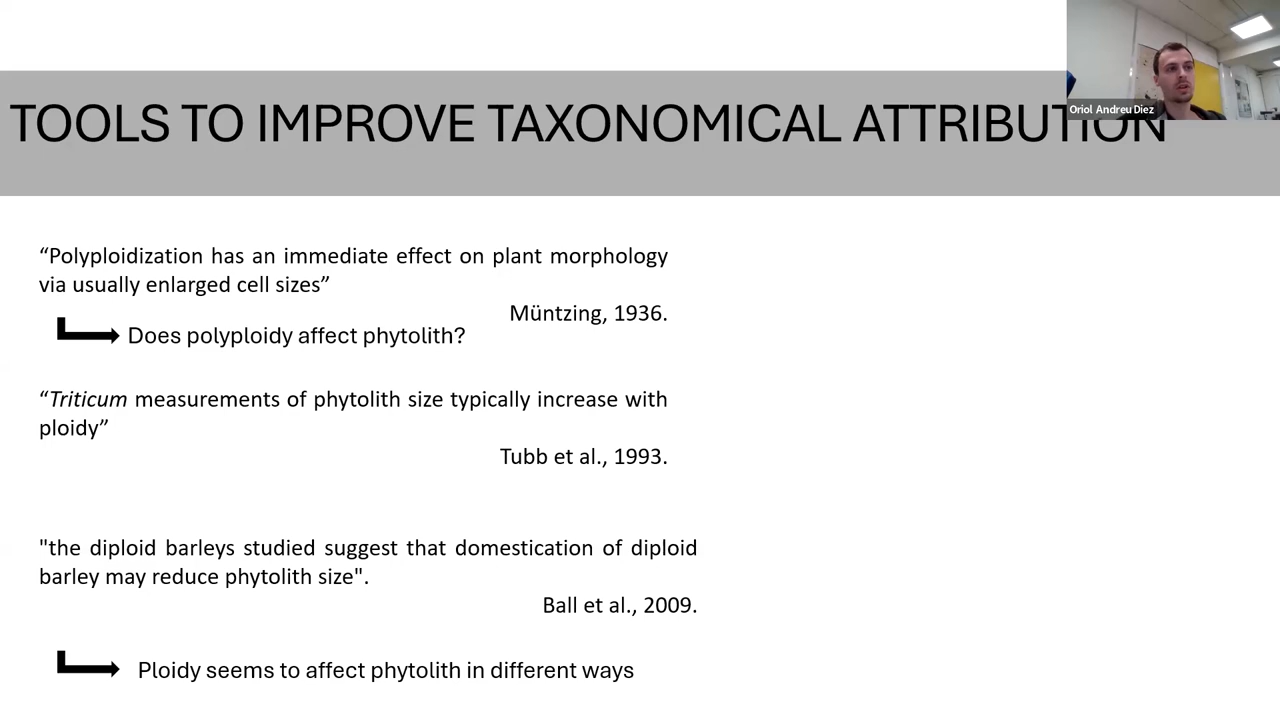 TOOLS TO IMPROVE TAXONOMICAL ATTRIBUTION
Oriol Andreu Diez
“Polyploidization has an immediate effect on plant morphology
via usually enlarged cell sizes”
Müntzing, 1936.
Does polyploidy affect phytolith?
“Triticum measurements of phytolith size typically increase with
ploidy”
Tubb et al., 1993.
"the diploid barleys studied suggest that domestication of diploid
barley may reduce phytolith size".
Ball et al., 2009.
Ploidy seems to affect phytolith in different ways